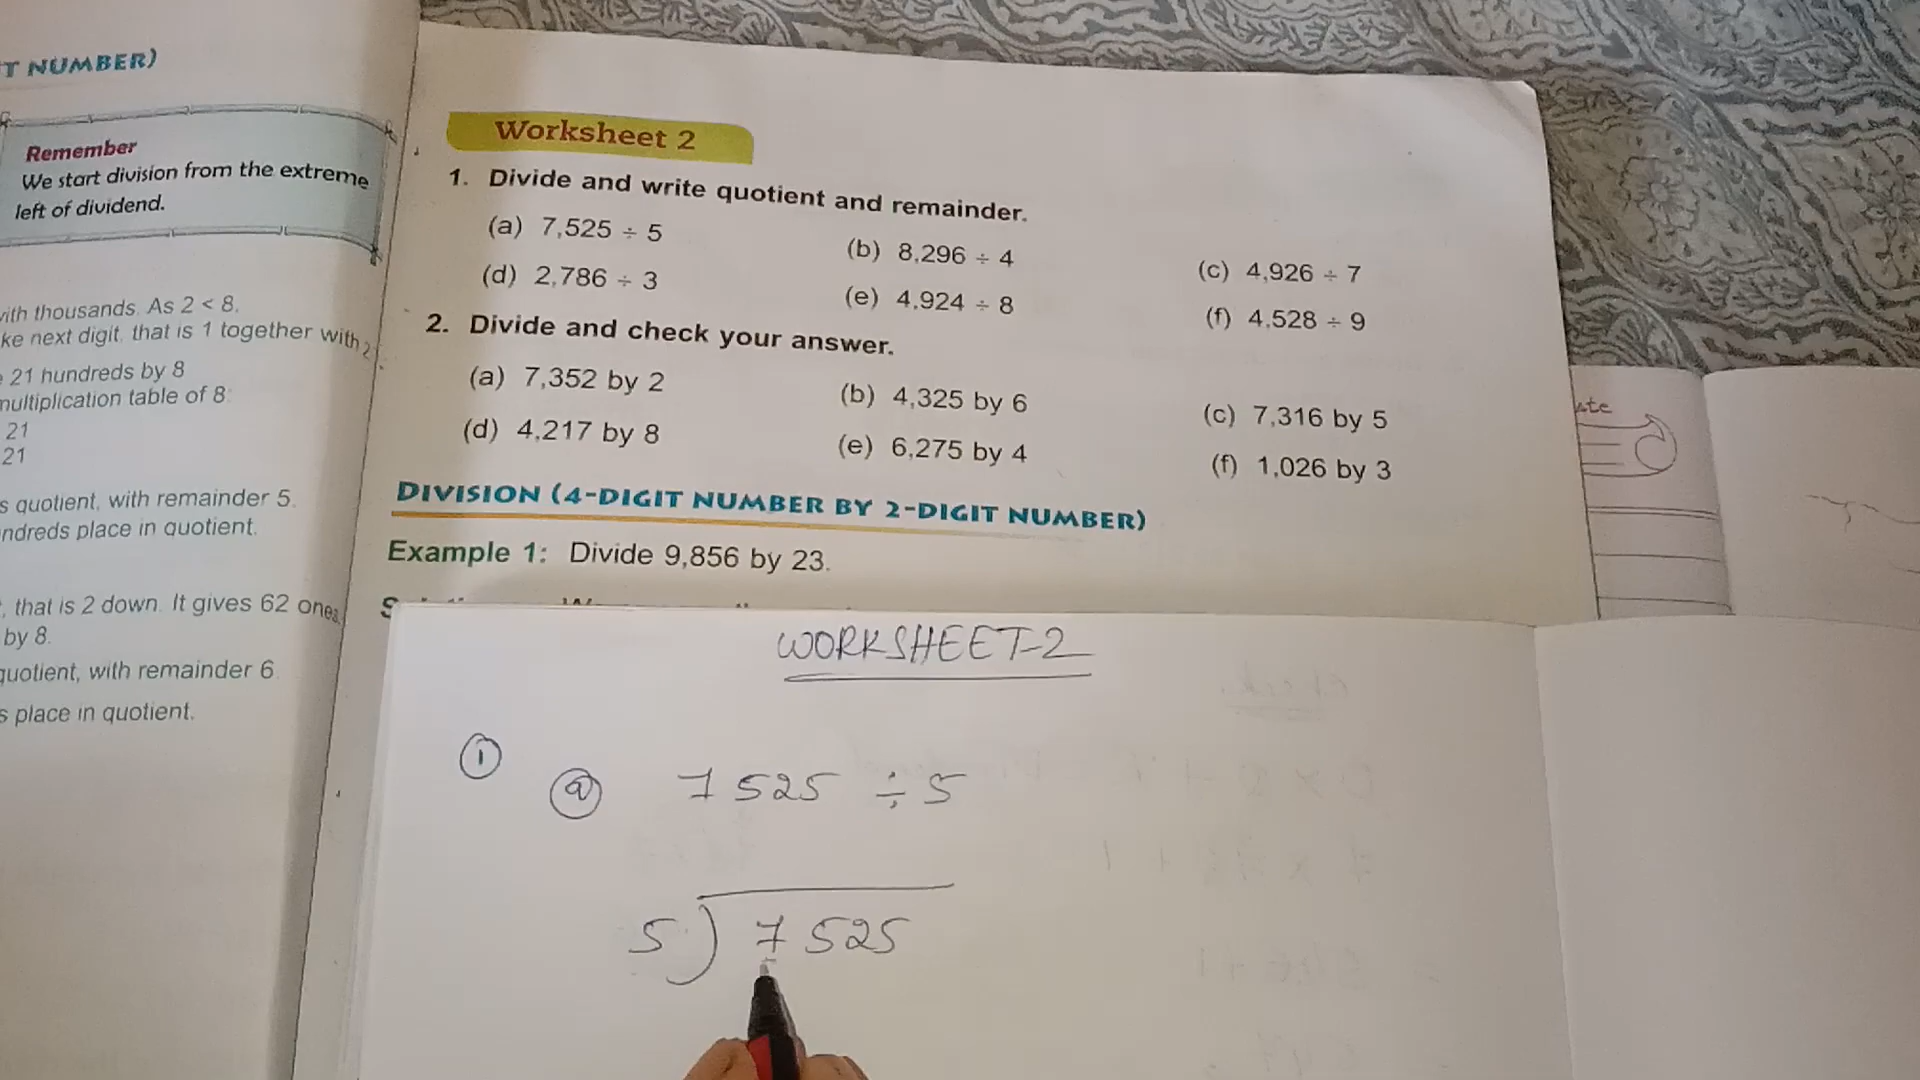 T NUMBER)
Remember
We start division from the extreme
left of dividend.
with thousands. As 2 < 8,
ke next digit, that is 1 together with 2
21 hundreds by 8
multiplication table of 8:
21
21
s quotient, with remainder 5.
ndreds place in quotient.
, that is 2 down. It gives 62 ones.
by 8.
quotient, with remainder 6
s place in quotient.
Worksheet 2
1. Divide and write quotient and remainder.
(a) 7,525 ÷ 5 (b) 8,296 ÷ 4 (c) 4,926 ÷ 7
(d) 2,786 ÷ 3 (e) 4,924 ÷ 8 (f) 4,528 ÷ 9
2. Divide and check your answer.
(a) 7,352 by 2 (b) 4,325 by 6 (c) 7,316 by 5
(d) 4,217 by 8 (e) 6,275 by 4 (f) 1,026 by 3
DIVISION (4-DIGIT NUMBER BY 2-DIGIT NUMBER)
Example 1: Divide 9,856 by 23.
WORKSHEET-2
1
a 7525 ÷ 5
5) 7525